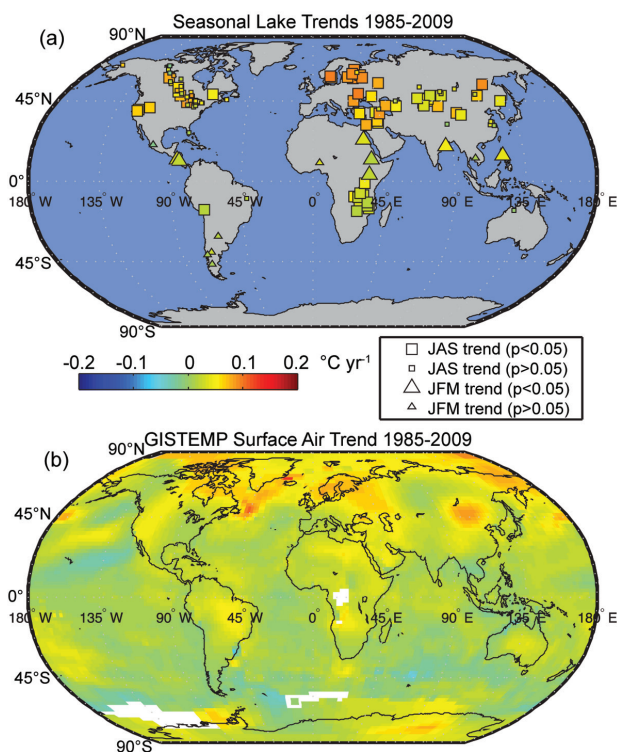 Seasonal Lake Trends 1985-2009
(a)
90°N
45°N
0°
180° W 90° W 45° W 0° 45° E 90° E 135° E 180° E
45°S
90°S
-0.2 -0.1 0 0.1 0.2 °C yr⁻¹
JAS trend (p<0.05)
JAS trend (p>0.05)
JFM trend (p<0.05)
JFM trend (p>0.05)
GISTEMP Surface Air Trend 1985-2009
(b)
90°N
45°N
0°
180° W 135° W 90° W 45° W 0° 45° E 90° E 135° E 180° E
45°S
90°S